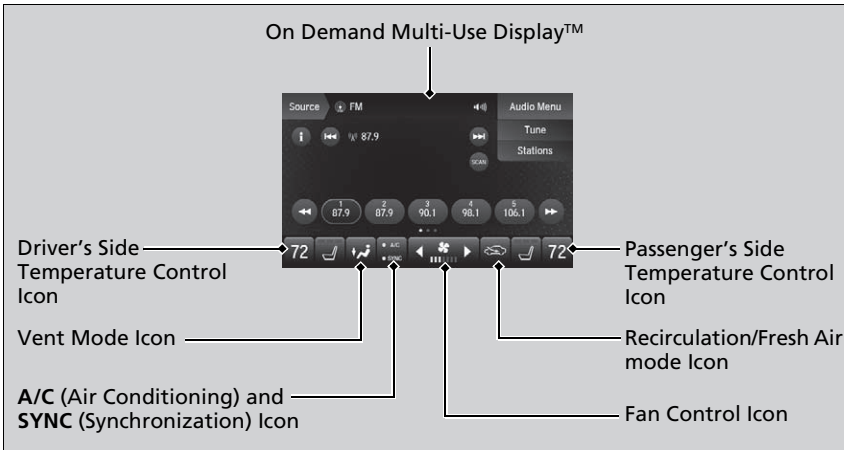 On Demand Multi-Use Display™
Source
FM
Audio Menu
i
87.9
Tune
Stations
SCAN
1
87.9
2
87.9
3
90.1
4
98.1
5
106.1
72
A/C
SYNC
72
Driver's Side
Temperature Control
Icon
Vent Mode Icon
A/C (Air Conditioning) and
SYNC (Synchronization) Icon
Passenger's Side
Temperature Control
Icon
Recirculation/Fresh Air
mode Icon
Fan Control Icon